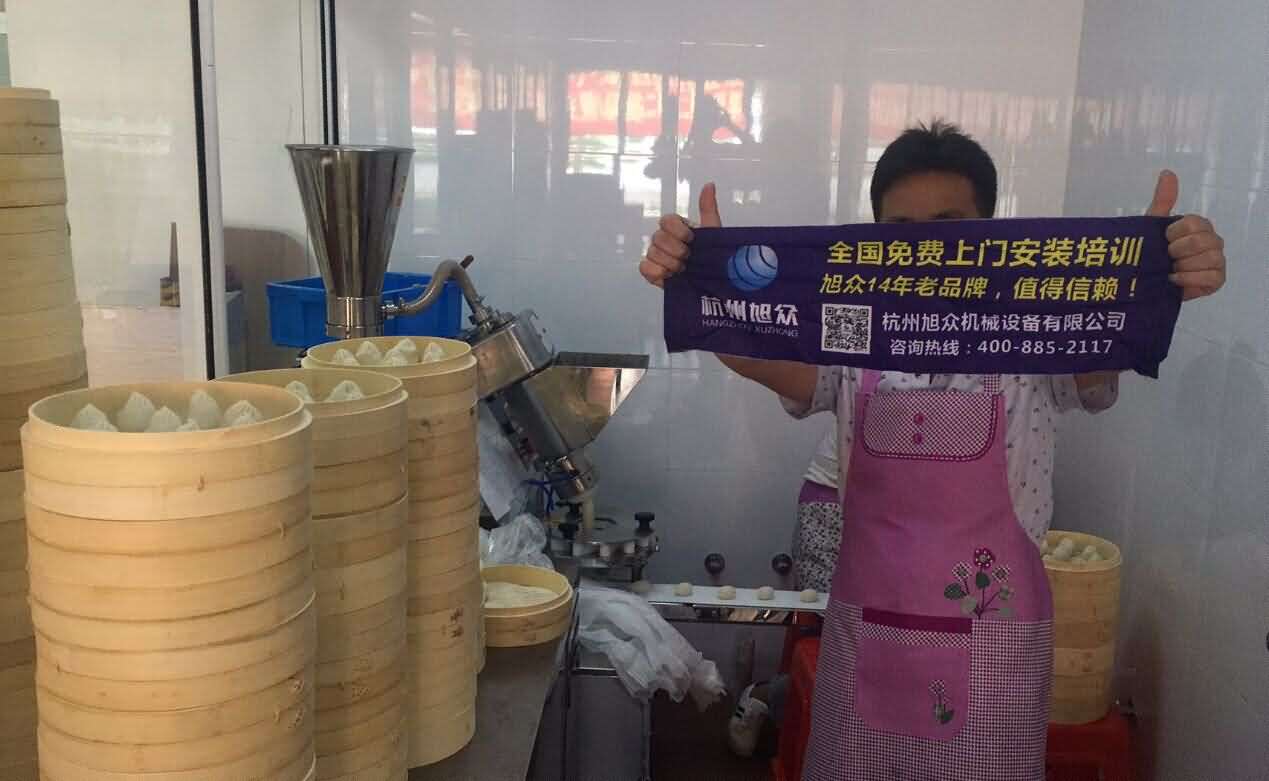 全国免费上门安装培训
旭众14年老品牌，值得信赖！
杭州旭众
HANGZHOU XUZHONG
杭州旭众机械设备有限公司
咨询热线：400-885-2117